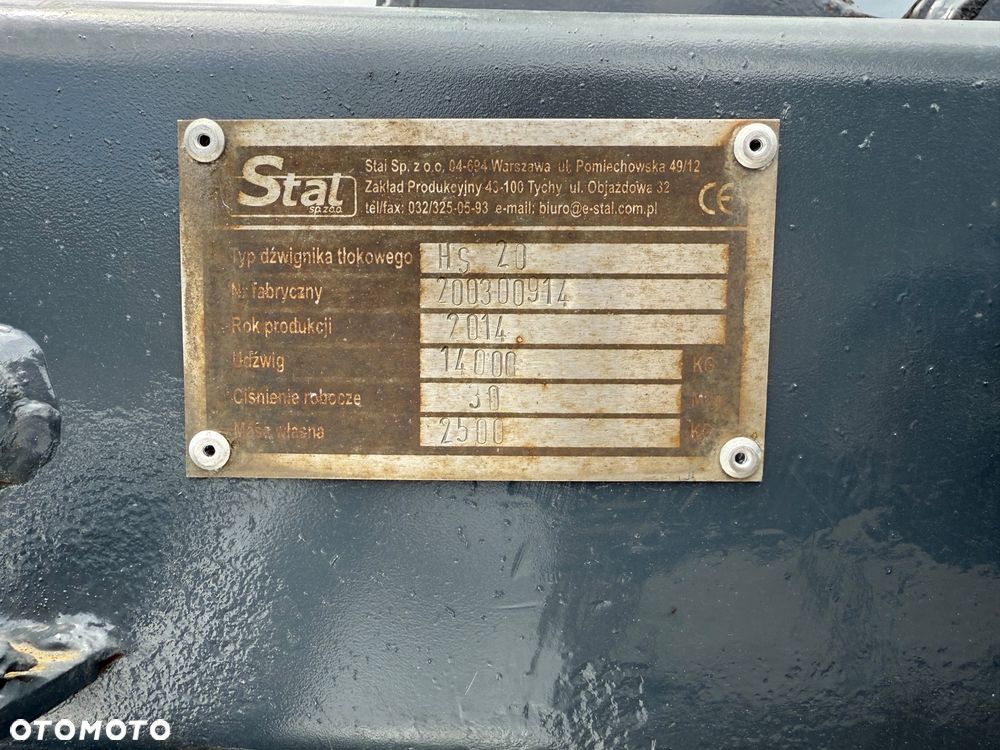 Stal
sp.z o.o.
Stal Sp. z o.o, 04-694 Warszawa ul. Pomiechowska 49/12
Zakład Produkcyjny 43-100 Tychy ul. Objazdowa 32
tel/fax: 032/325-05-93 e-mail: biuro@e-stal.com.pl
CE
Typ dźwignika tłokowego HS 20
Nr fabryczny 200300914
Rok produkcji 2014
Udźwig 14000 KG
Ciśnienie robocze 30 MPa
Masa własna 2500 KG
OTOMOTO